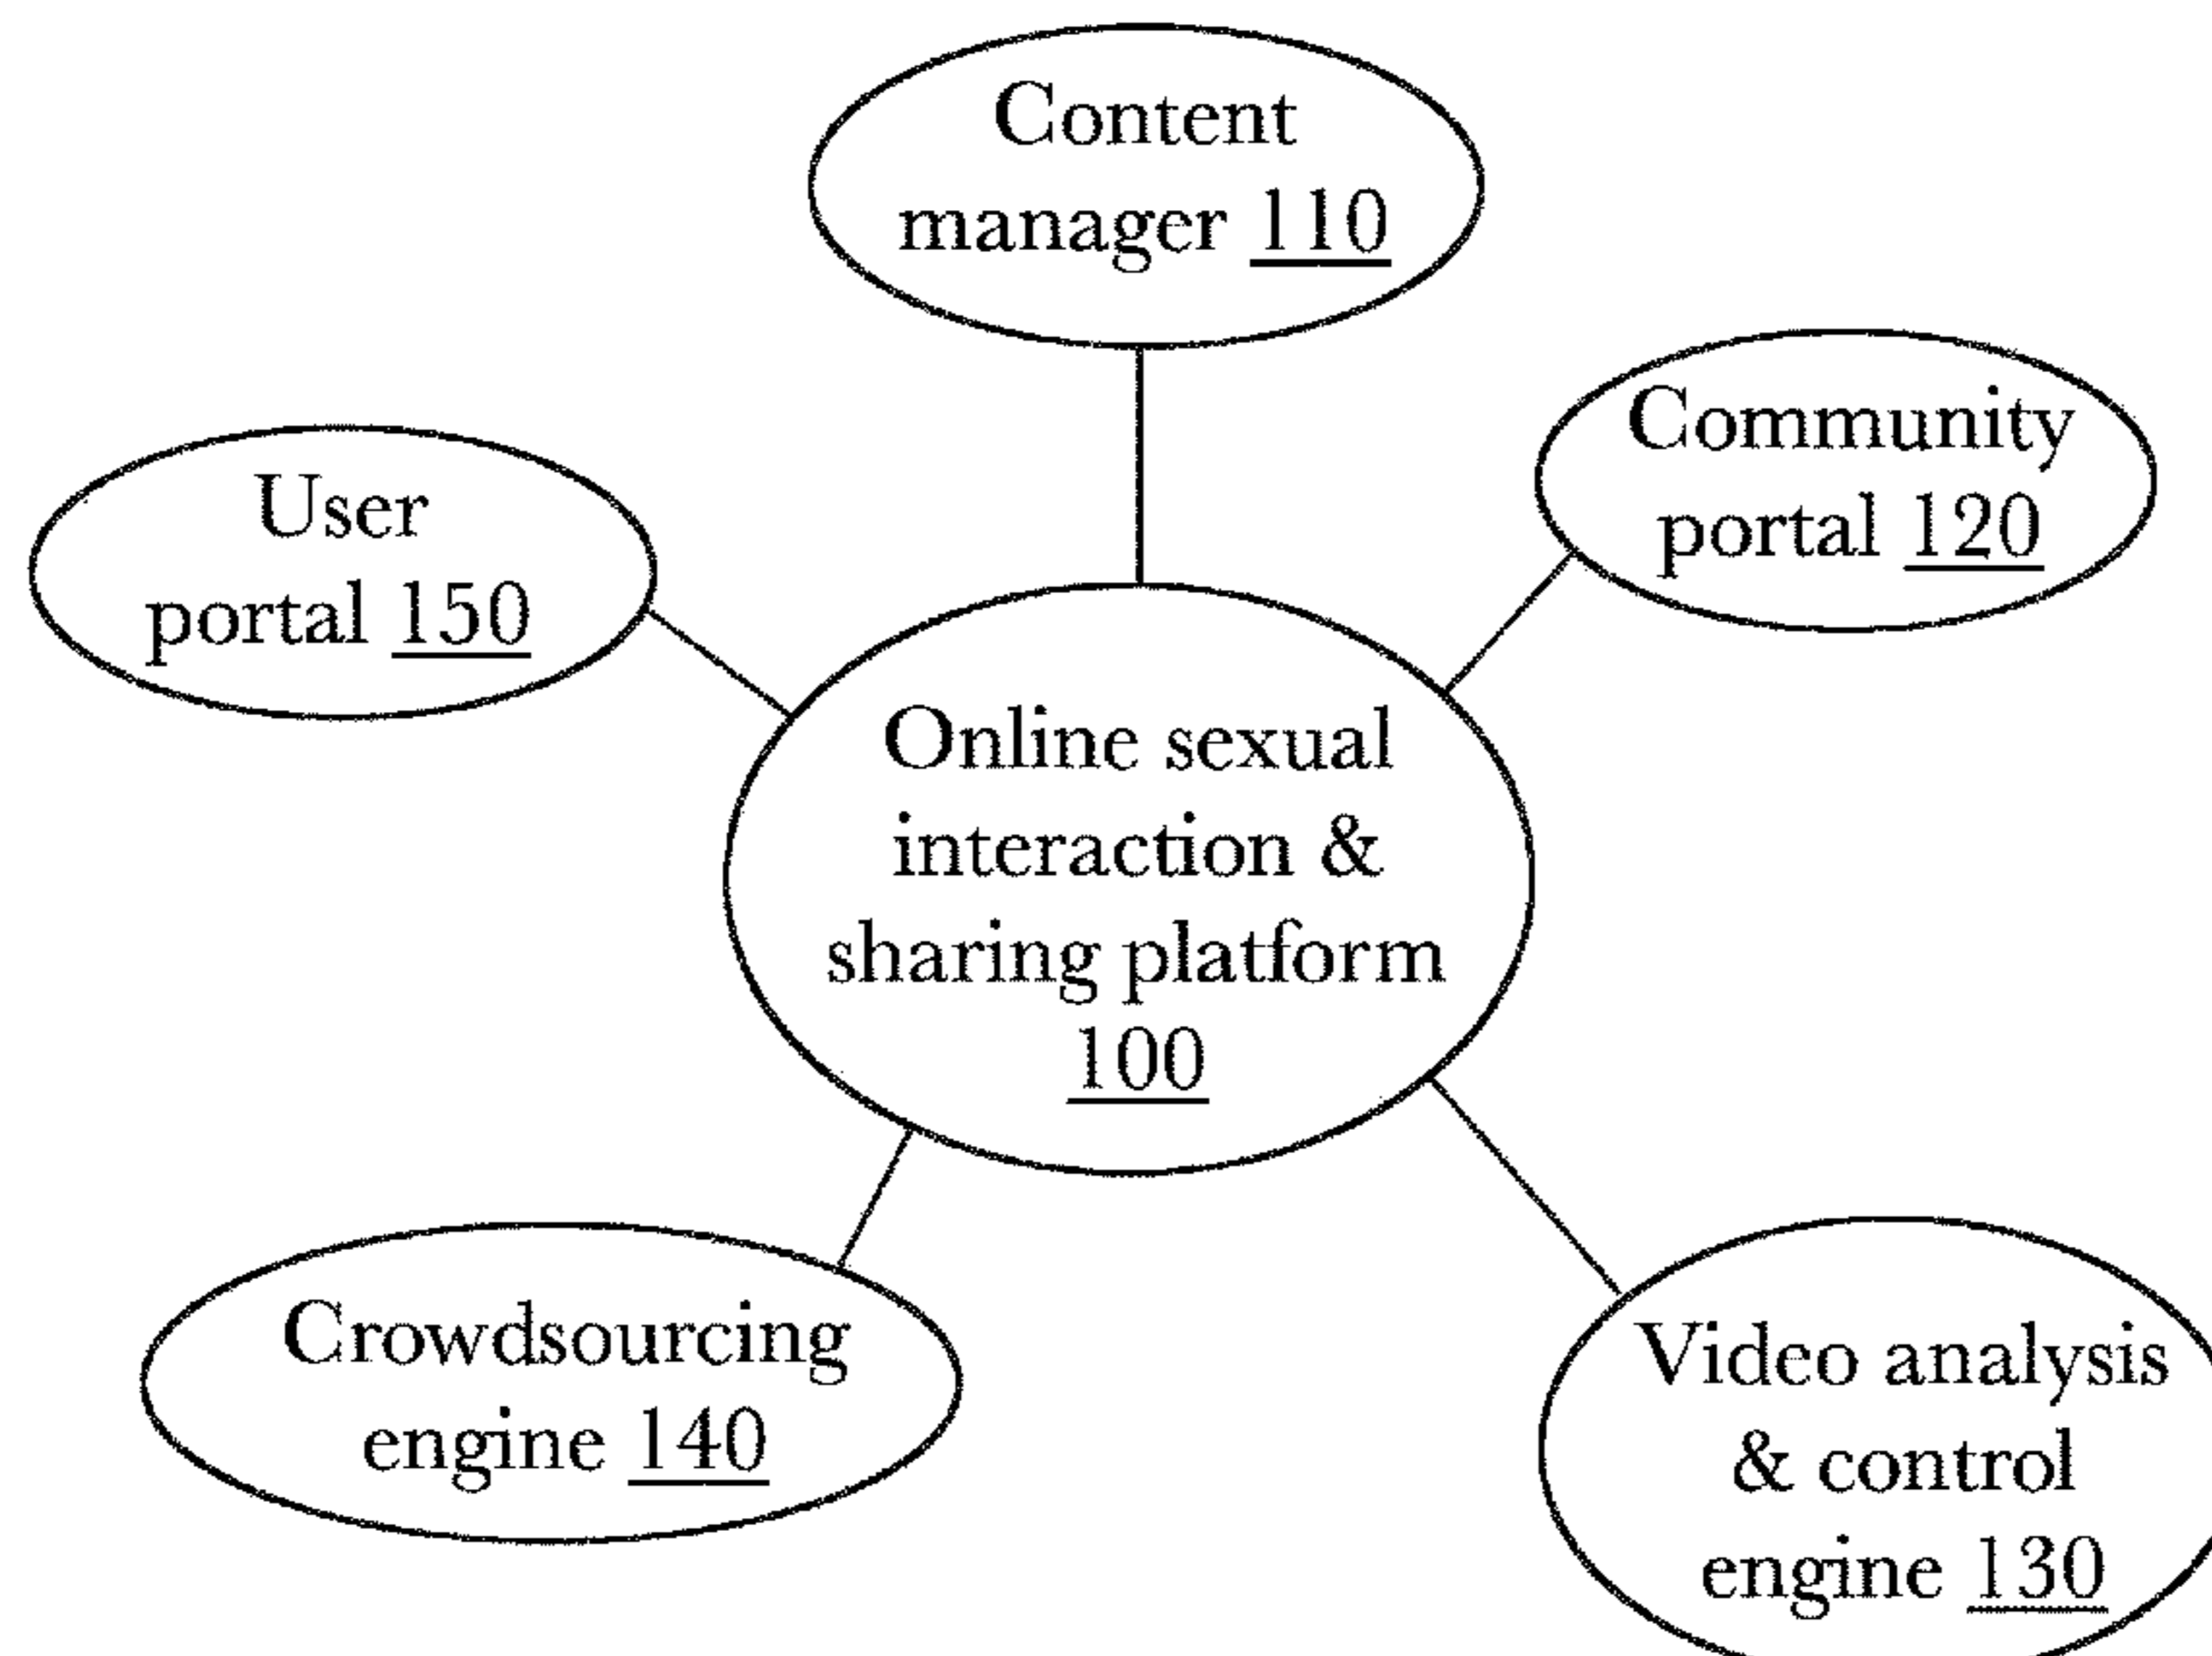 Content
manager 110
Community
portal 120
User
portal 150
Online sexual
interaction &
sharing platform
100
Crowdsourcing
engine 140
Video analysis
& control
engine 130